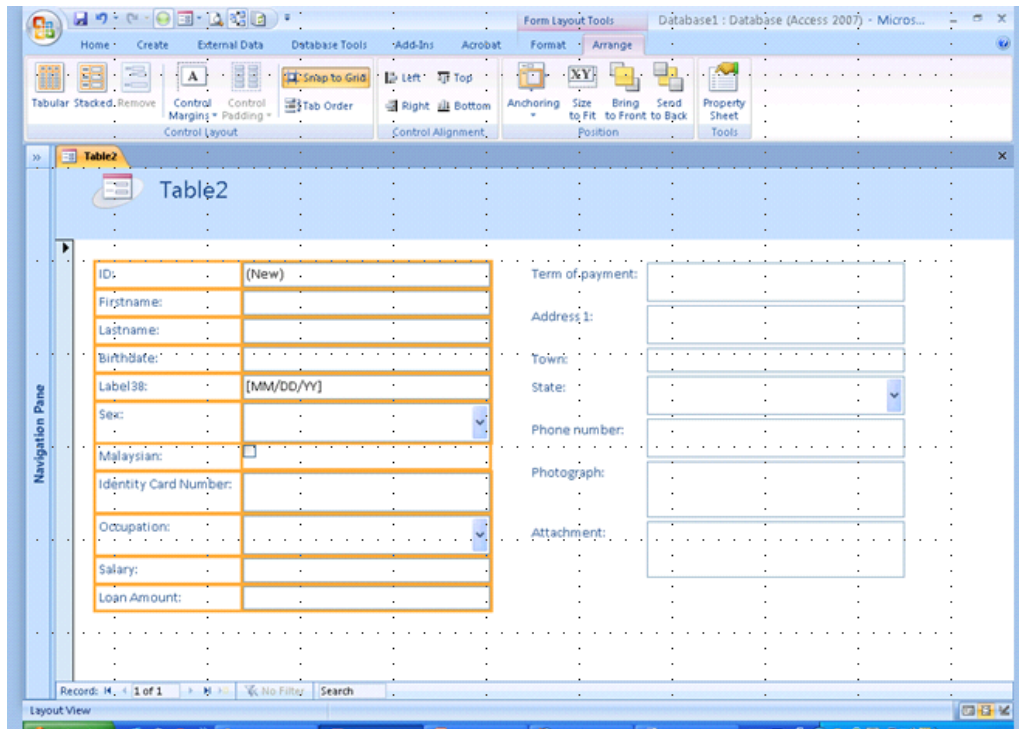 Form Layout Tools Database1 : Database (Access 2007) - Micros...
Home Create External Data Database Tools Add-Ins Acrobat Format Arrange
Tabular Stacked Remove Control Margins Control Padding Snap to Grid Tab Order Left Top Right Bottom Anchoring Size to Fit Bring to Front Send to Back Property Sheet
Control Layout Control Alignment Position Tools
Table2
Table2
Navigation Pane
ID: (New)
Firstname:
Lastname:
Birthdate:
Label38: [MM/DD/YY]
Sex:
Malaysian:
Identity Card Number:
Occupation:
Salary:
Loan Amount:
Term of payment:
Address 1:
Town:
State:
Phone number:
Photograph:
Attachment:
Record: 1 of 1 No Filter Search
Layout View